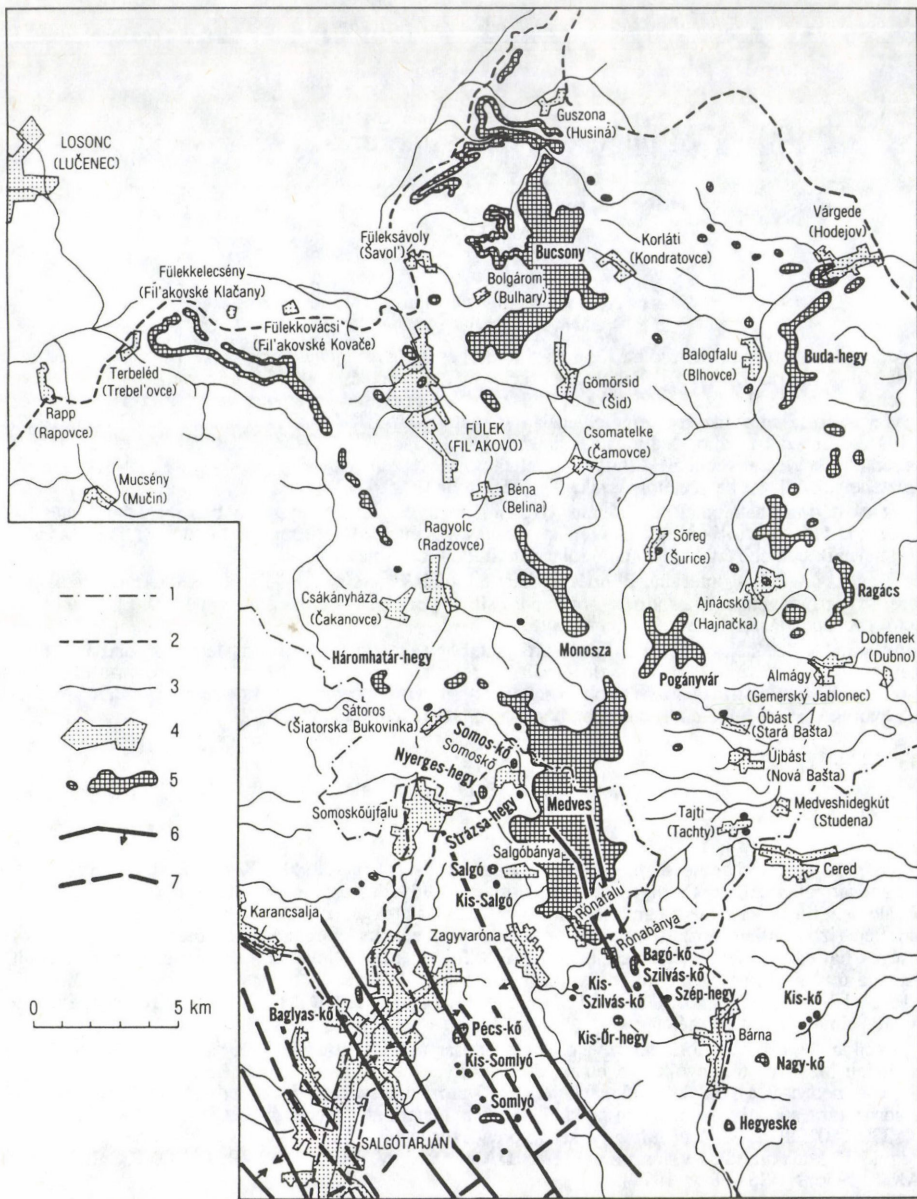 Guszona
(Husiná)
LOSONC
(LUČENEC)
Várgede
(Hodejov)
Füleksávoly
(Šavol')
Korláti
(Kondratovce)
Bucsony
Bolgárom
(Bulhary)
Fülekkelecsény
(Fil'akovské Klačany)
Fülekkovácsi
(Fil'akovské Kovače)
Balogfalu
(Blhovce)
Buda-hegy
Terbeléd
(Trebel'ovce)
Gömörsid
(Šid)
Rapp
(Rapovce)
FÜLEK
(FIL'AKOVO)
Csomatelke
(Čamovce)
Mucsény
(Mučin)
Béna
(Belina)
Ragyolc
(Radzovce)
Sőreg
(Šurice)
Csákányháza
(Čakanovce)
Ajnácskő
(Hajnačka)
Ragács
Dobfenek
(Dubno)
Háromhatár-hegy
Monosza
Pogányvár
Almágy
(Gemerský Jablonec)
Sátoros
(Šiatorska Bukovinka)
Óbást
(Stará Bašta)
Somos-kő
Somoskő
Újbást
(Nová Bašta)
Nyerges-hegy
Medves
Medveshidegkút
(Studena)
Somoskőújfalu
Strázsa-hegy
Tajti
(Tachty)
Salgóbánya
Salgó
Cered
Kis-Salgó
Rónafalu
Karancsalja
Zagyvaróna
Rónabánya
Bagó-kő
Szilvás-kő
Kis-
Szilvás-kő
Szép-hegy
Kis-kő
Baglyas-kő
Pécs-kő
Kis-Őr-hegy
Bárna
Kis-Somlyó
Nagy-kő
Somlyó
Hegyeske
SALGÓTARJÁN
1
2
3
4
5
6
7
0 5 km